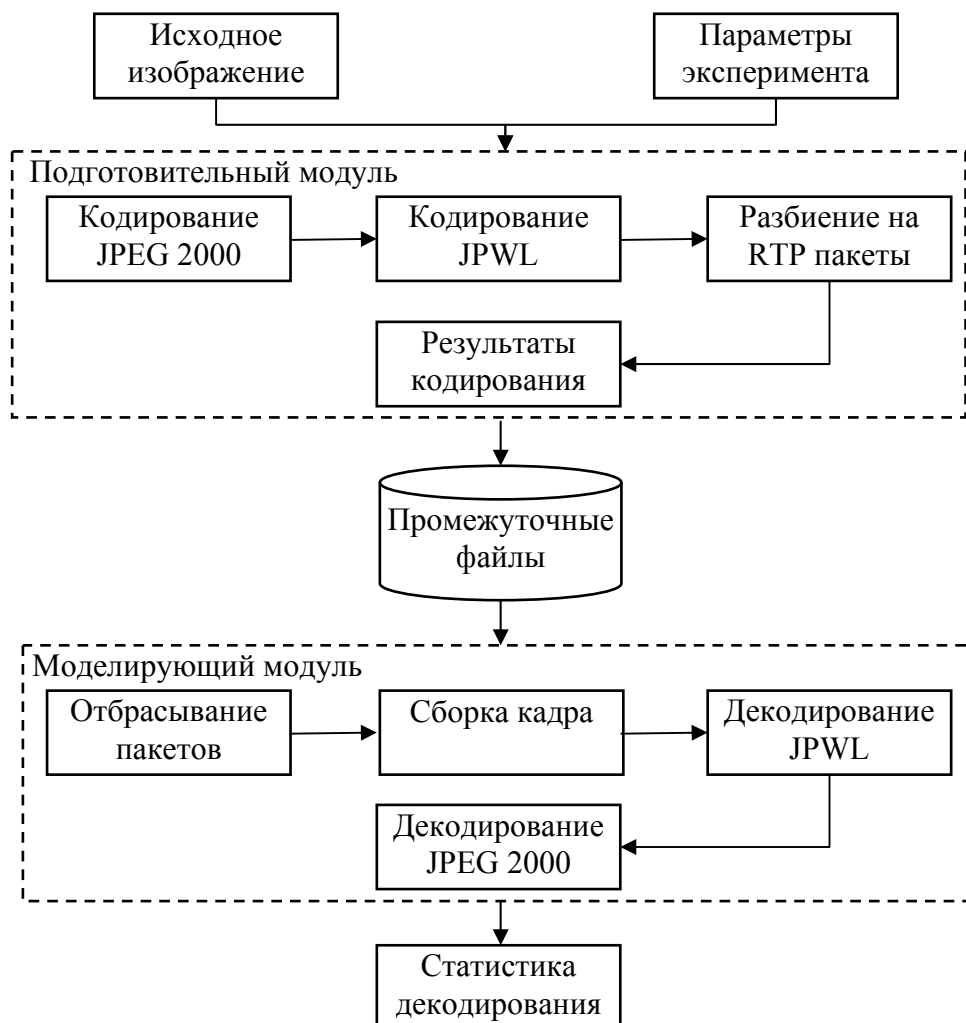 Исходное
изображение
Параметры
эксперимента
Подготовительный модуль
Кодирование
JPEG 2000
Кодирование
JPWL
Разбиение на
RTP пакеты
Результаты
кодирования
Промежуточные
файлы
Моделирующий модуль
Отбрасывание
пакетов
Сборка кадра
Декодирование
JPWL
Декодирование
JPEG 2000
Статистика
декодирования